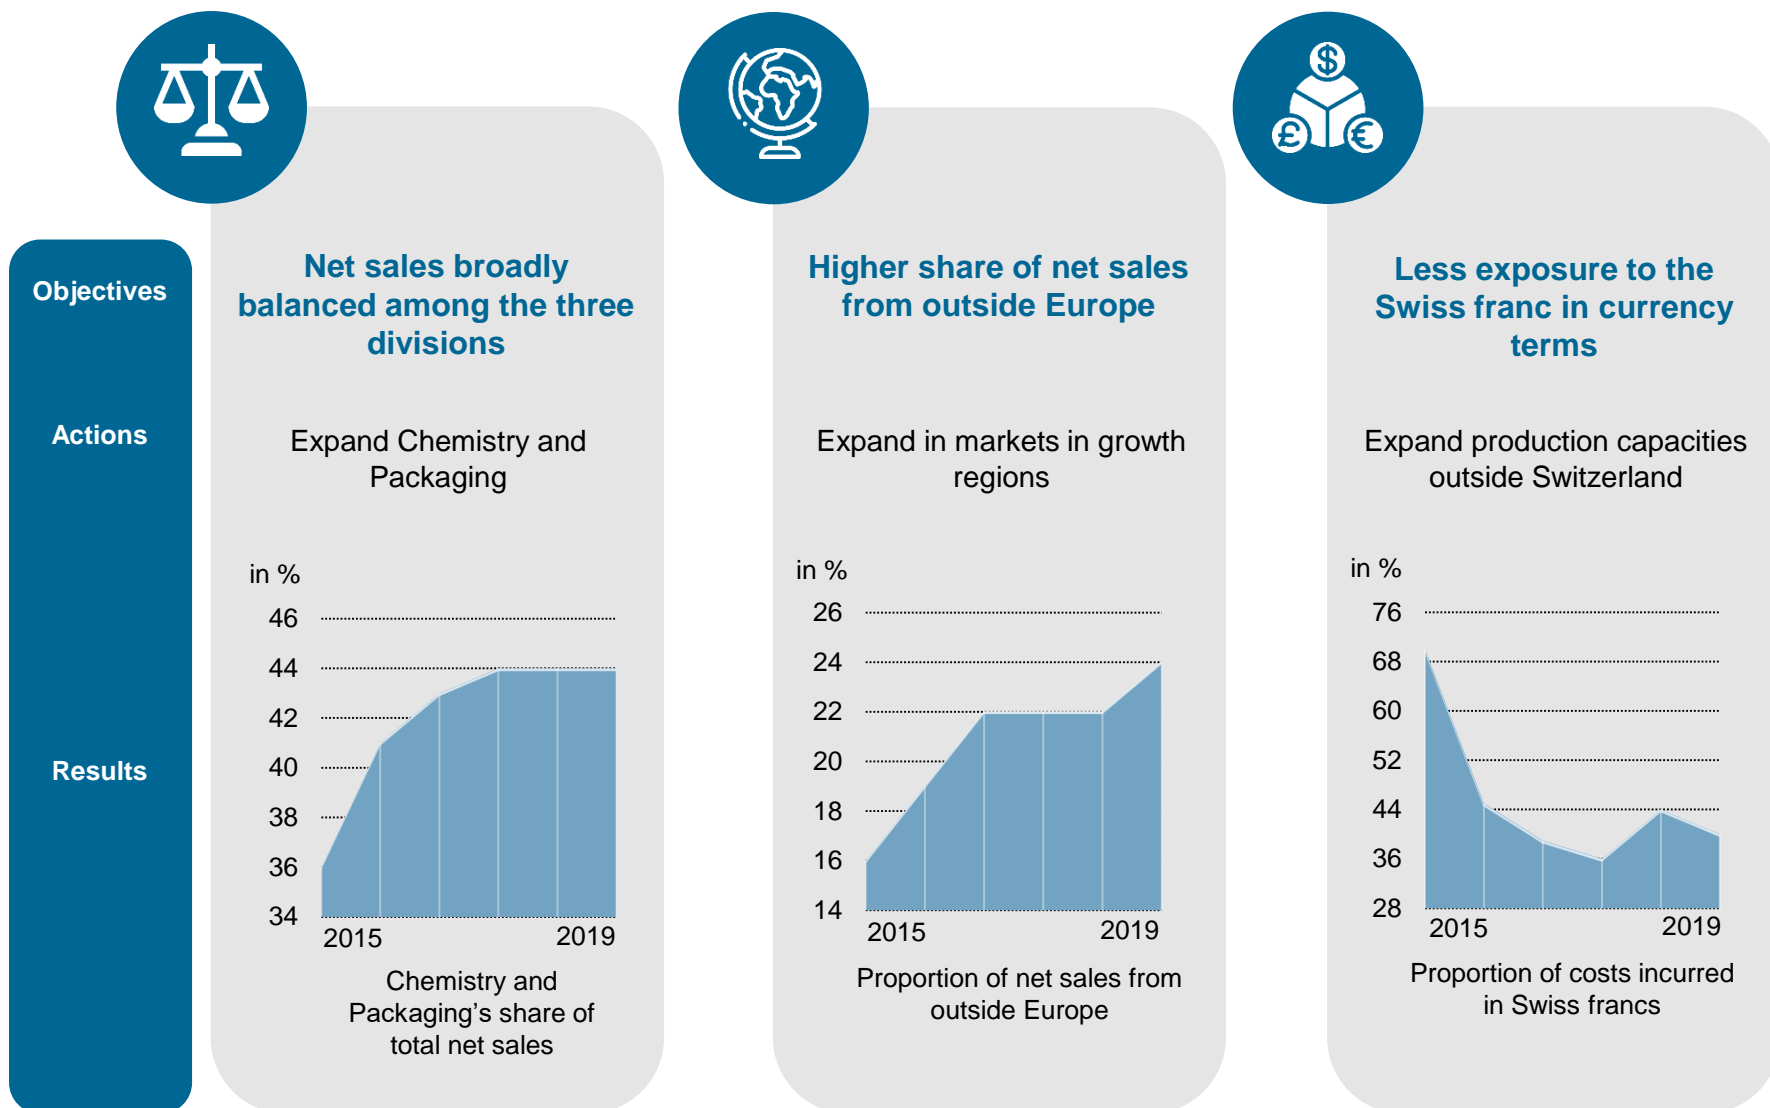 Objectives
Actions
Results
$
£ €
Net sales broadly
balanced among the three
divisions
Expand Chemistry and
Packaging
in %
46
44
42
40
38
36
34
2015 2019
Chemistry and
Packaging’s share of
total net sales
Higher share of net sales
from outside Europe
Expand in markets in growth
regions
in %
26
24
22
20
18
16
14
2015 2019
Proportion of net sales from
outside Europe
Less exposure to the
Swiss franc in currency
terms
Expand production capacities
outside Switzerland
in %
76
68
60
52
44
36
28
2015 2019
Proportion of costs incurred
in Swiss francs